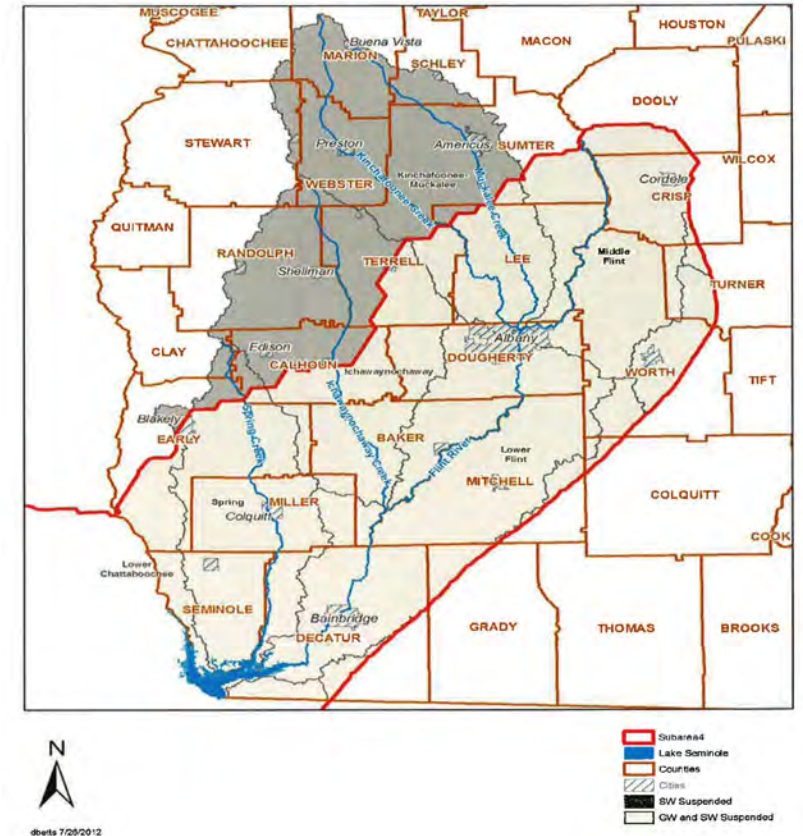 MUSCOGEE
TAYLOR
HOUSTON
CHATTAHOOCHEE
Buena Vista
MARION
MACON
PULASKI
SCHLEY
DOOLY
STEWART
Preston
Americus
SUMTER
WILCOX
Kinchafoonee-
Muckalee
Kinchafoonee Creek
Muckalee Creek
WEBSTER
Cordele
CRISP
QUITMAN
RANDOLPH
TERRELL
LEE
Middle
Flint
Shellman
TURNER
CLAY
Edison
Albany
CALHOUN
Ichawaynochaway
DOUGHERTY
WORTH
TIFT
Blakely
EARLY
Spring Creek
Ichawaynochaway Creek
BAKER
Flint River
Lower
Flint
MITCHELL
Spring
MILLER
Colquitt
COLQUITT
COOK
Lower
Chattahoochee
SEMINOLE
Bainbridge
DECATUR
GRADY
THOMAS
BROOKS
N
Subarea4
Lake Seminole
Counties
Cities
SW Suspended
GW and SW Suspended
dbetts 7/26/2012